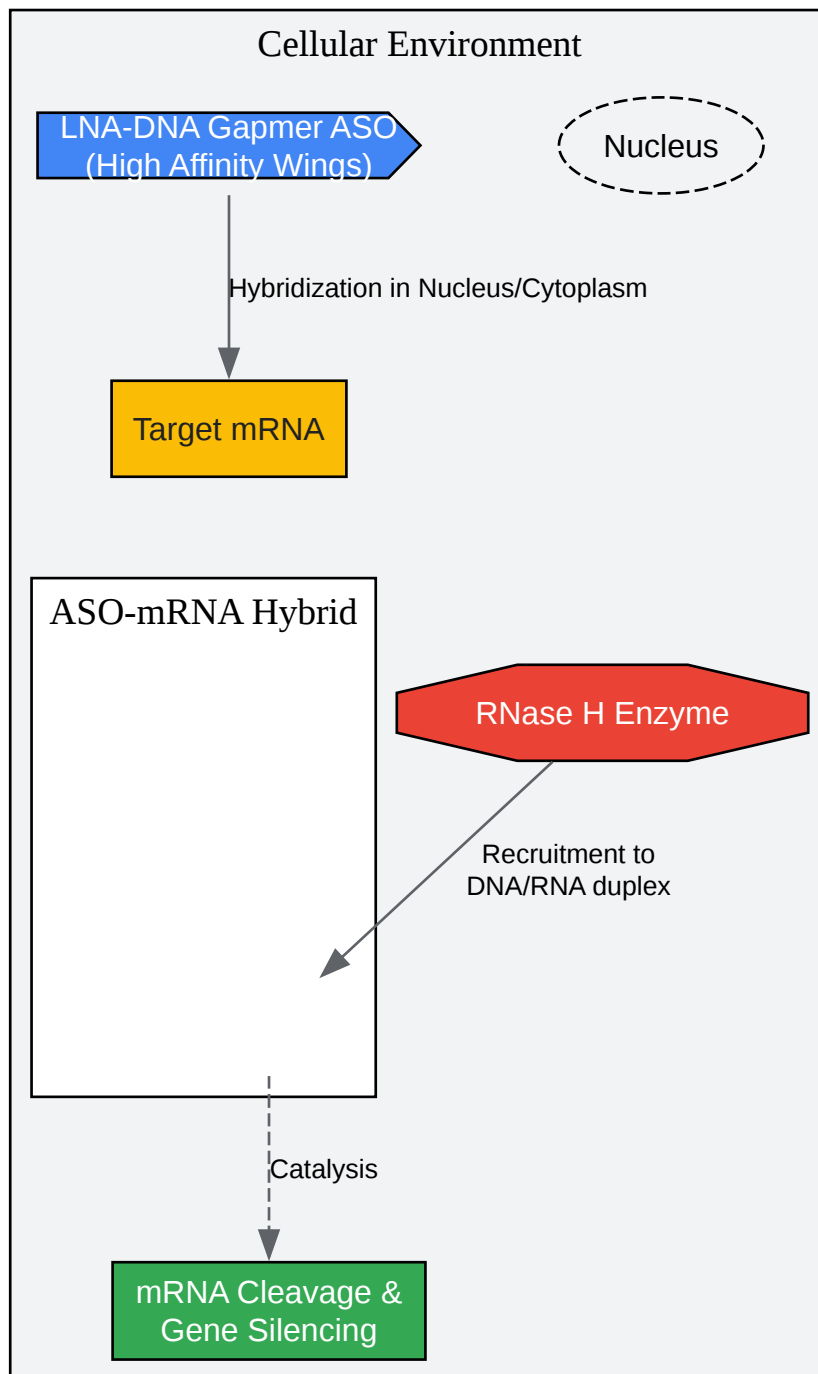 Cellular Environment
LNA-DNA Gapmer ASO
(High Affinity Wings)
Nucleus
Hybridization in Nucleus/Cytoplasm
Target mRNA
ASO-mRNA Hybrid
RNase H Enzyme
Recruitment to
DNA/RNA duplex
Catalysis
mRNA Cleavage &
Gene Silencing